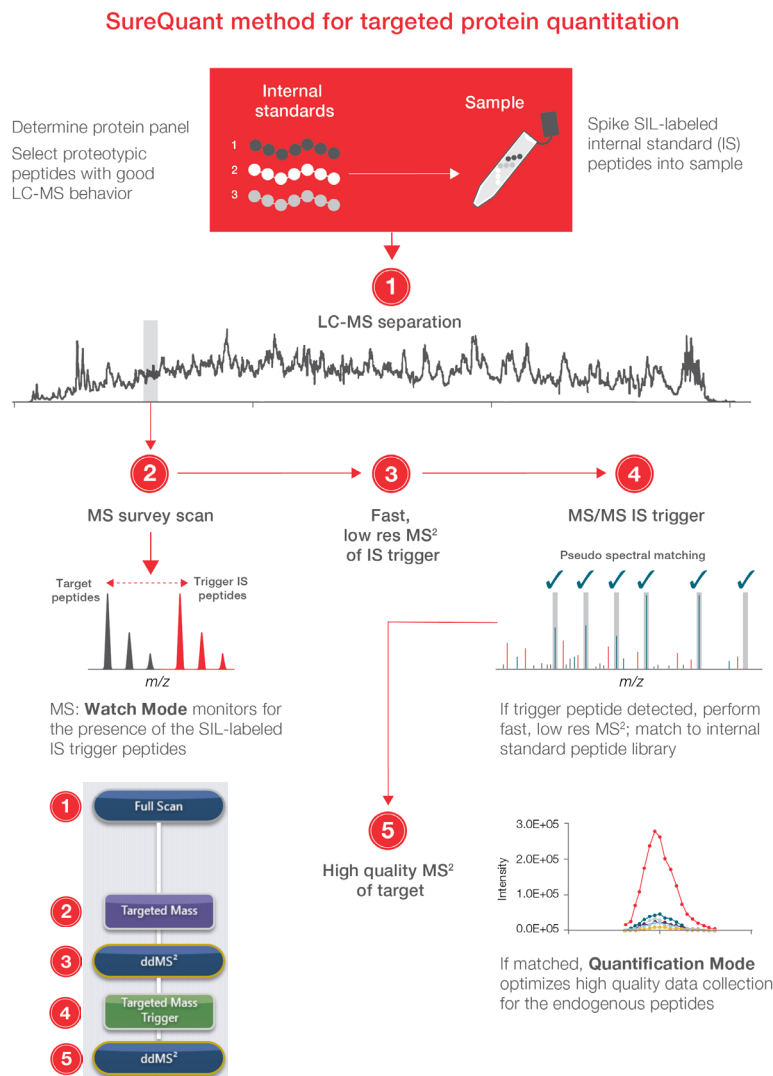 SureQuant method for targeted protein quantitation
Determine protein panel
Select proteotypic
peptides with good
LC-MS behavior
Internal
standards
1
2
3
Sample
Spike SIL-labeled
internal standard (IS)
peptides into sample
1
LC-MS separation
2
MS survey scan
3
Fast,
low res MS²
of IS trigger
4
MS/MS IS trigger
Target
peptides
Trigger IS
peptides
m/z
MS: Watch Mode monitors for
the presence of the SIL-labeled
IS trigger peptides
Pseudo spectral matching
m/z
If trigger peptide detected, perform
fast, low res MS²; match to internal
standard peptide library
1
Full Scan
2
Targeted Mass
3
ddMS²
4
Targeted Mass
Trigger
5
ddMS²
5
High quality MS²
of target
Intensity
3.0E+05
2.0E+05
1.0E+05
0.0E+05
If matched, Quantification Mode
optimizes high quality data collection
for the endogenous peptides